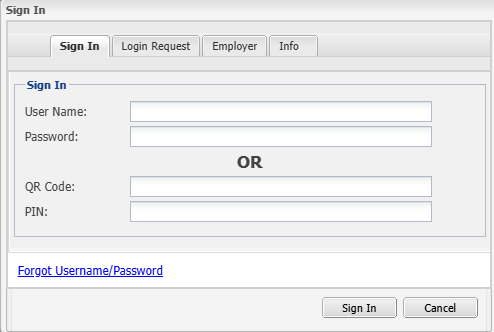 Sign In
Sign In Login Request Employer Info
Sign In
User Name:
Password:
OR
QR Code:
PIN:
Forgot Username/Password
Sign In Cancel